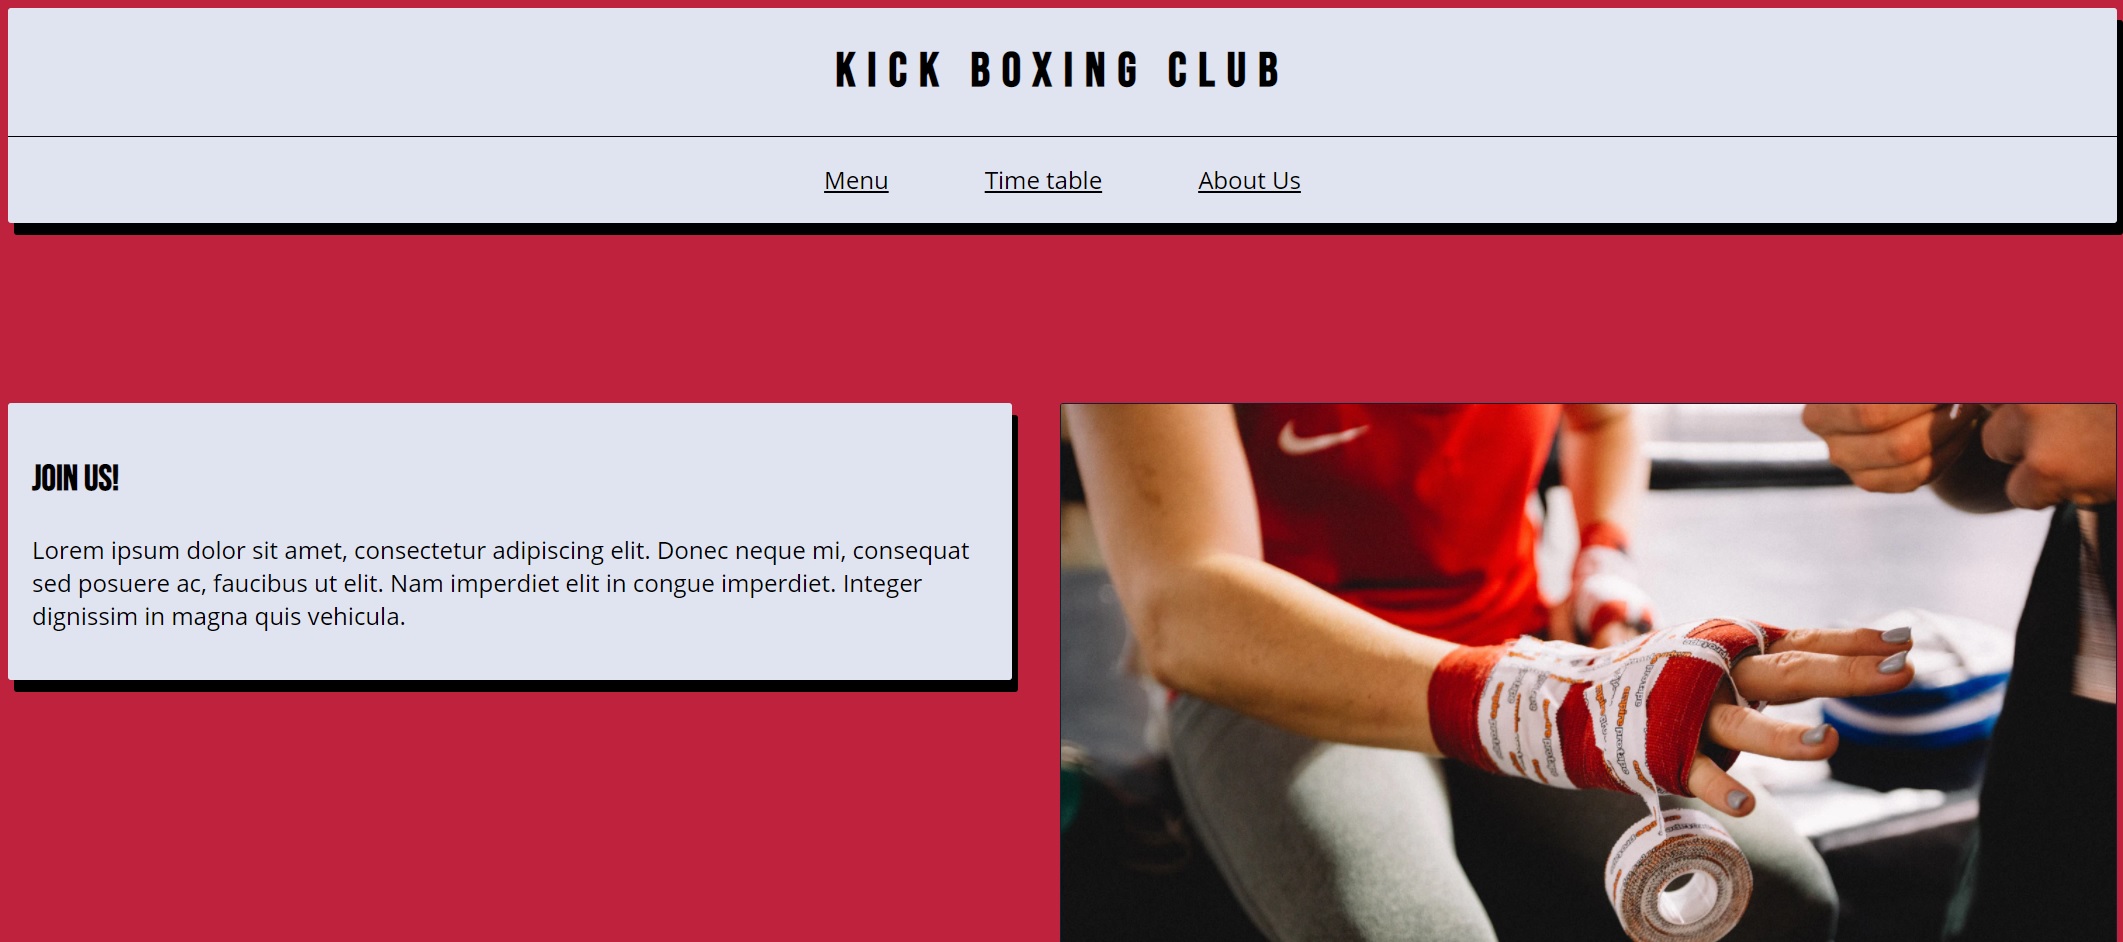 KICK BOXING CLUB
Menu Time table About Us
JOIN US!
Lorem ipsum dolor sit amet, consectetur adipiscing elit. Donec neque mi, consequat
sed posuere ac, faucibus ut elit. Nam imperdiet elit in congue imperdiet. Integer
dignissim in magna quis vehicula.